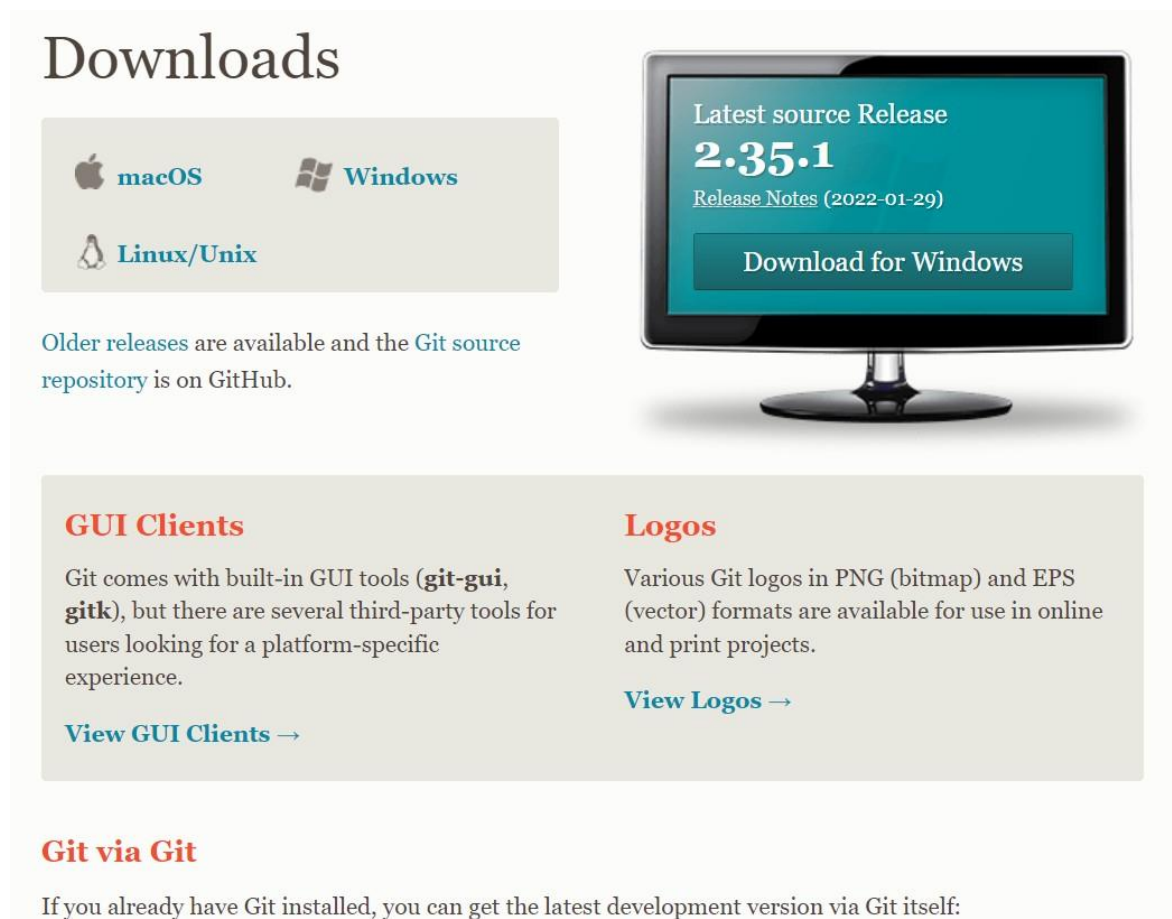 Downloads
macOS
Windows
Linux/Unix
Older releases are available and the Git source
repository is on GitHub.
Latest source Release
2.35.1
Release Notes (2022-01-29)
Download for Windows
GUI Clients
Git comes with built-in GUI tools (git-gui,
gitk), but there are several third-party tools for
users looking for a platform-specific
experience.
View GUI Clients →
Logos
Various Git logos in PNG (bitmap) and EPS
(vector) formats are available for use in online
and print projects.
View Logos →
Git via Git
If you already have Git installed, you can get the latest development version via Git itself: